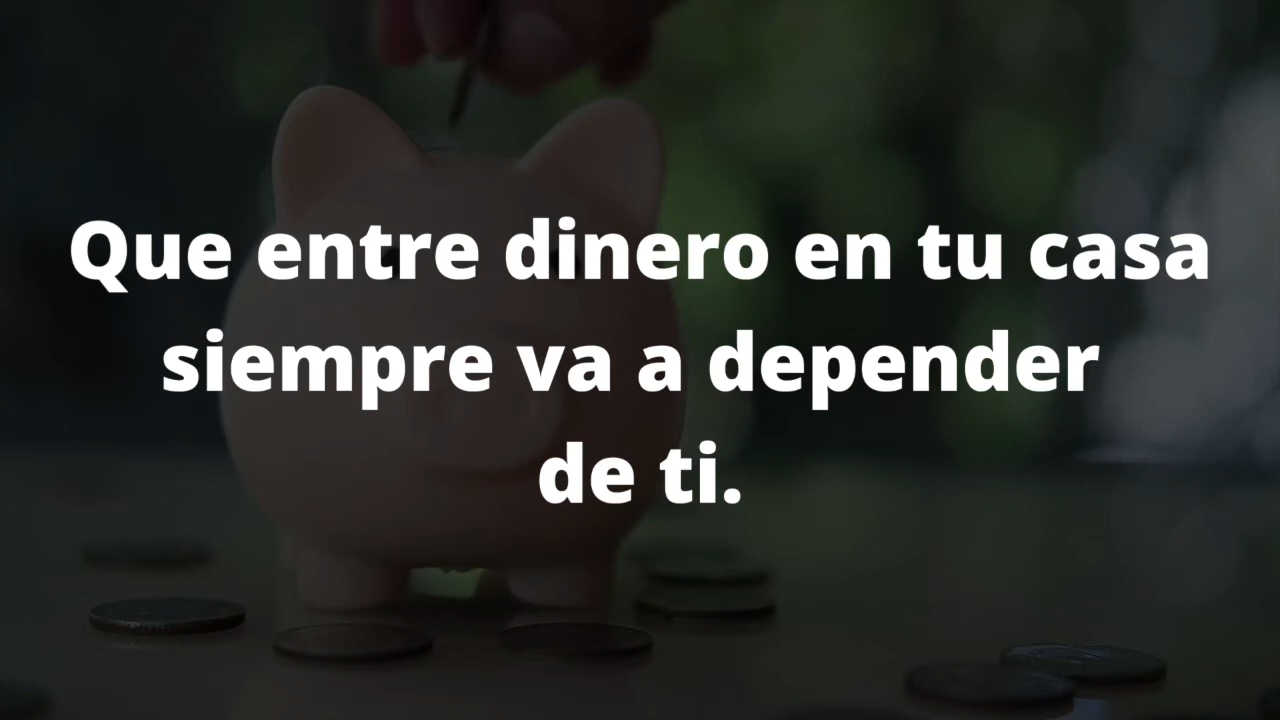 Que entre dinero en tu casa
siempre va a depender
de ti.